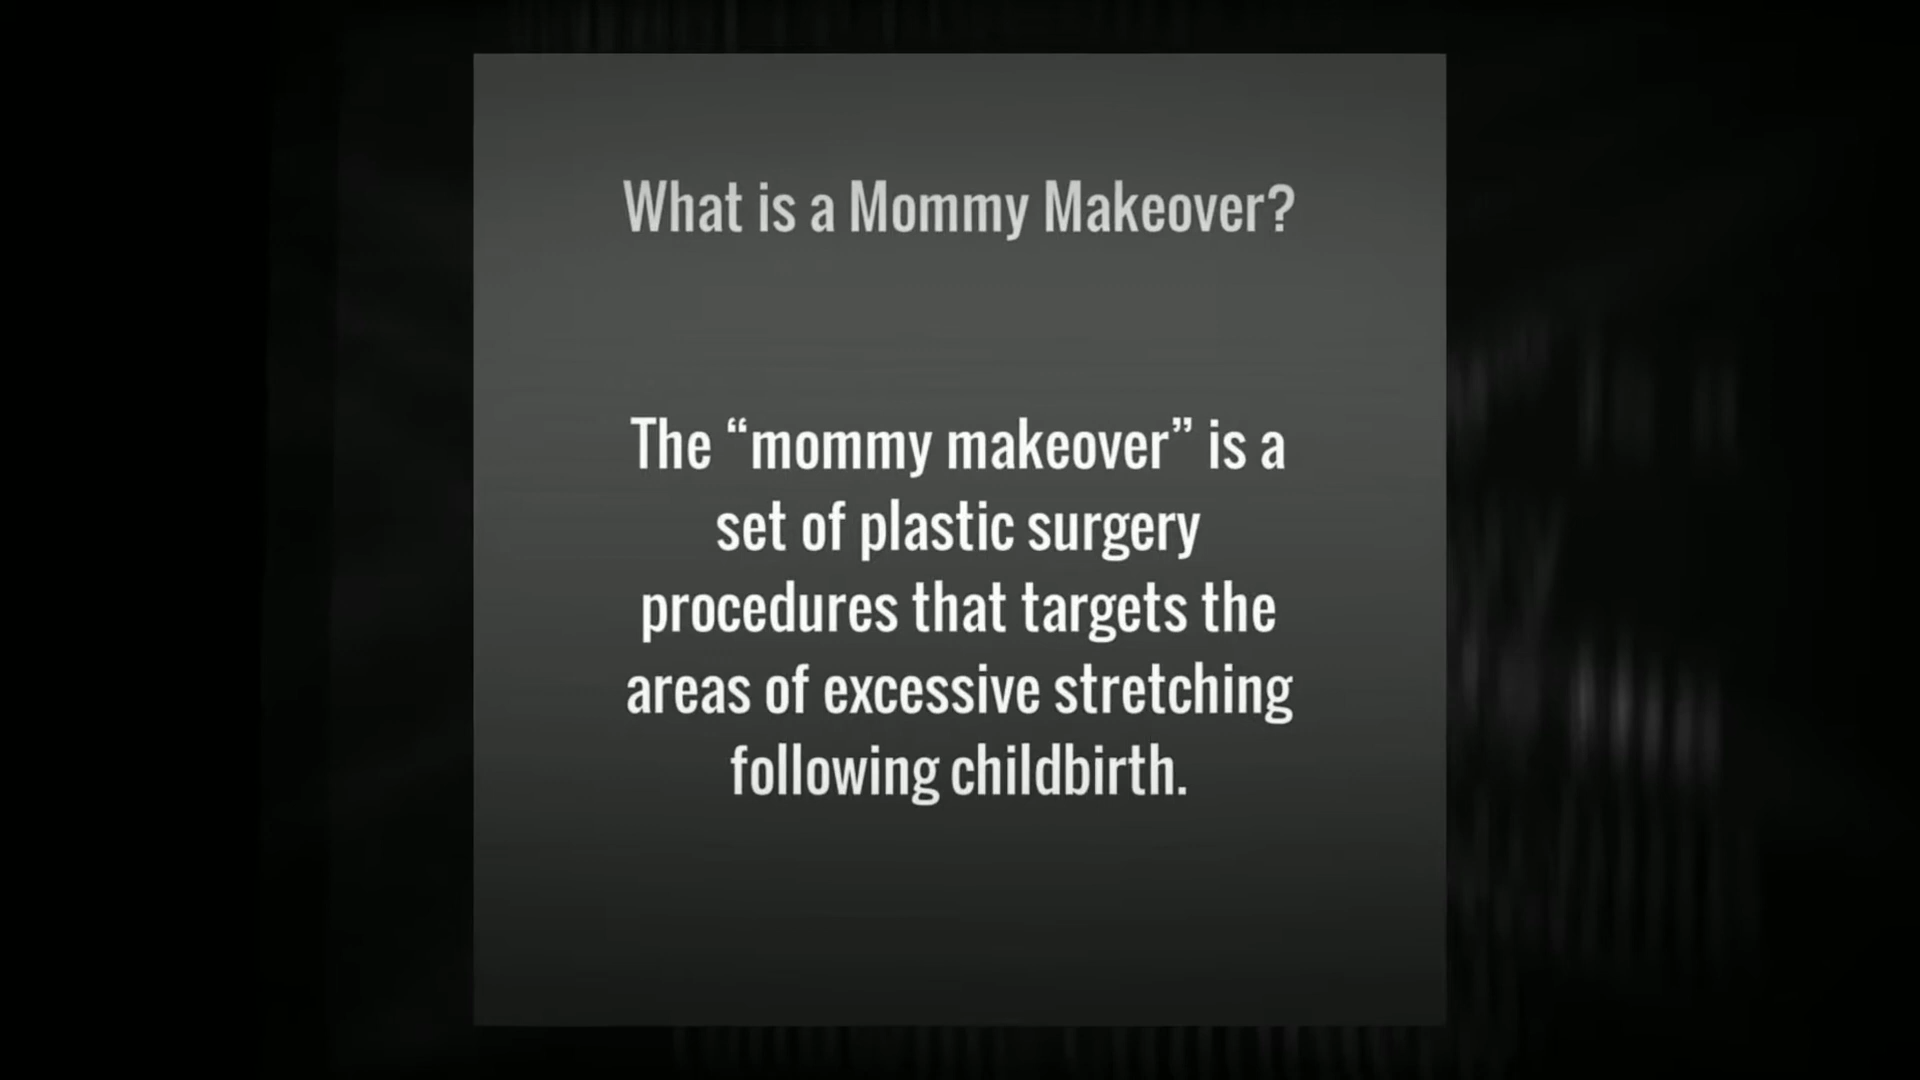 What is a Mommy Makeover?
The “mommy makeover” is a
set of plastic surgery
procedures that targets the
areas of excessive stretching
following childbirth.